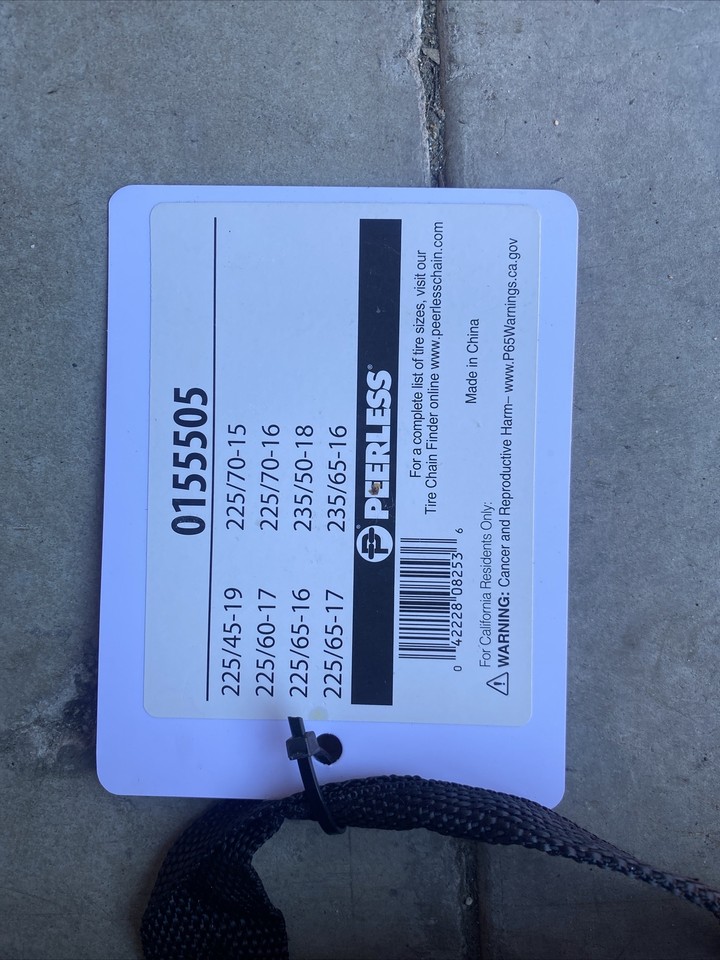 0155505
225/45-19 225/70-15
225/60-17 225/70-16
225/65-16 235/50-18
225/65-17 235/65-16
PEERLESS®
For a complete list of tire sizes, visit our
Tire Chain Finder online www.peerlesschain.com
0 42228 08253 6
Made in China
For California Residents Only:
WARNING: Cancer and Reproductive Harm– www.P65Warnings.ca.gov